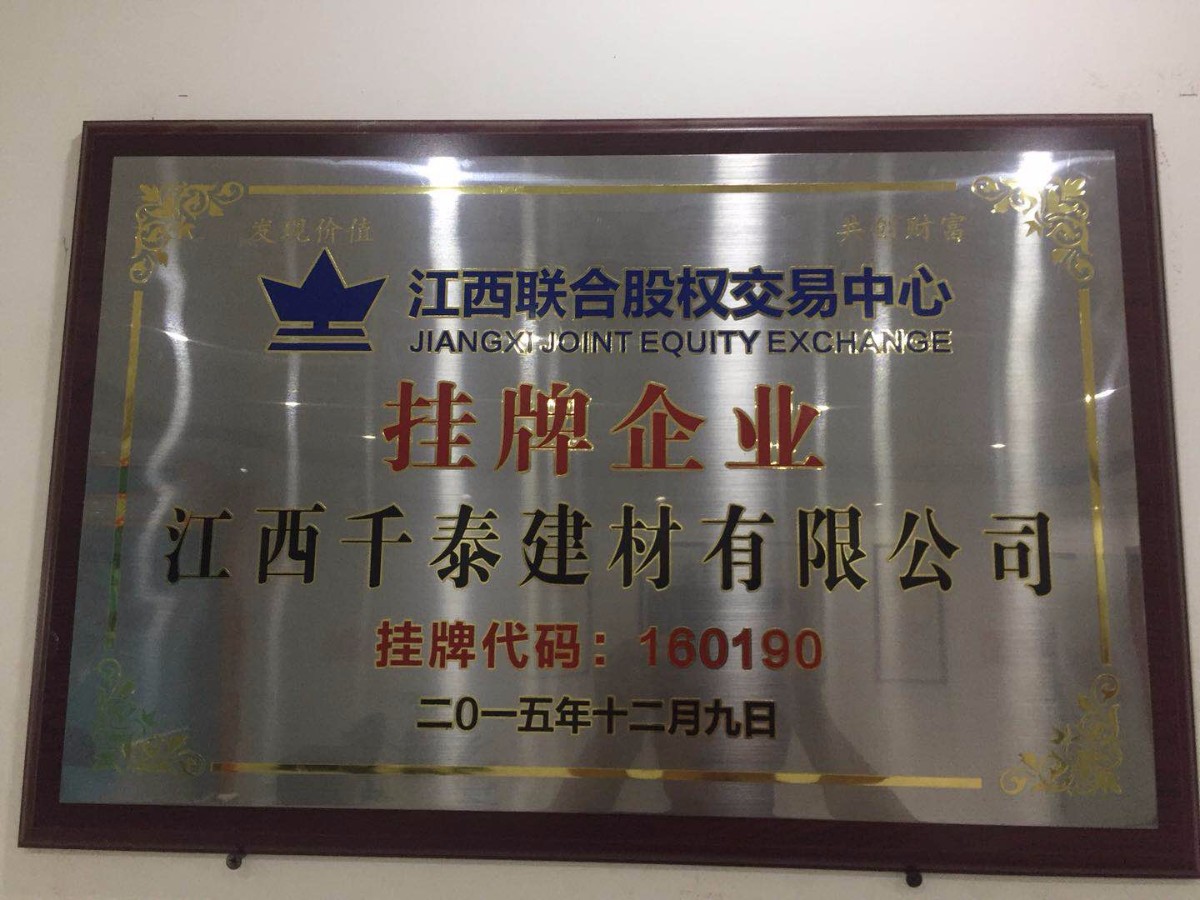 发现价值 共创财富
江西联合股权交易中心
JIANGXI JOINT EQUITY EXCHANGE
挂牌企业
江西千泰建材有限公司
挂牌代码：160190
二0一五年十二月九日